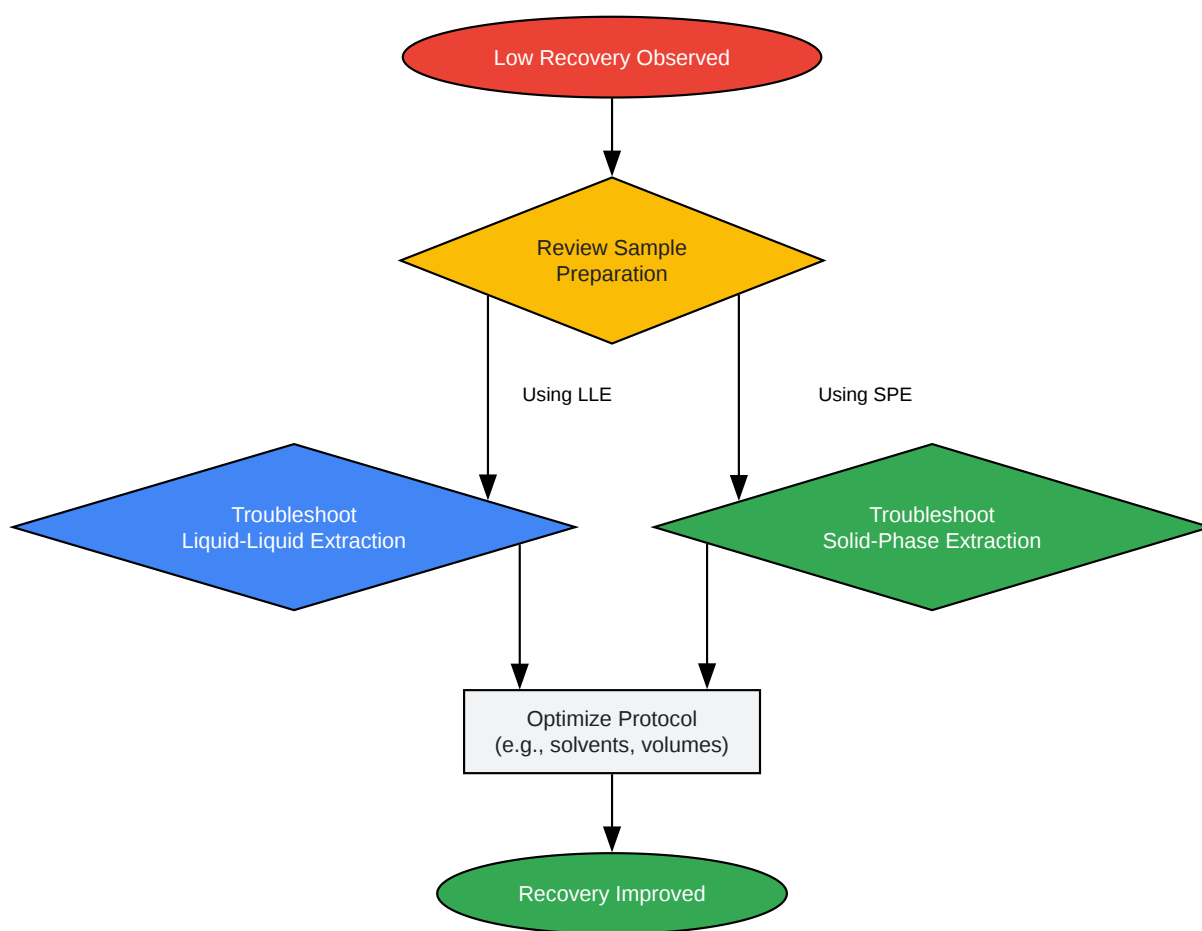 Low Recovery Observed
Review Sample
Preparation
Using LLE
Using SPE
Troubleshoot
Liquid-Liquid Extraction
Troubleshoot
Solid-Phase Extraction
Optimize Protocol
(e.g., solvents, volumes)
Recovery Improved